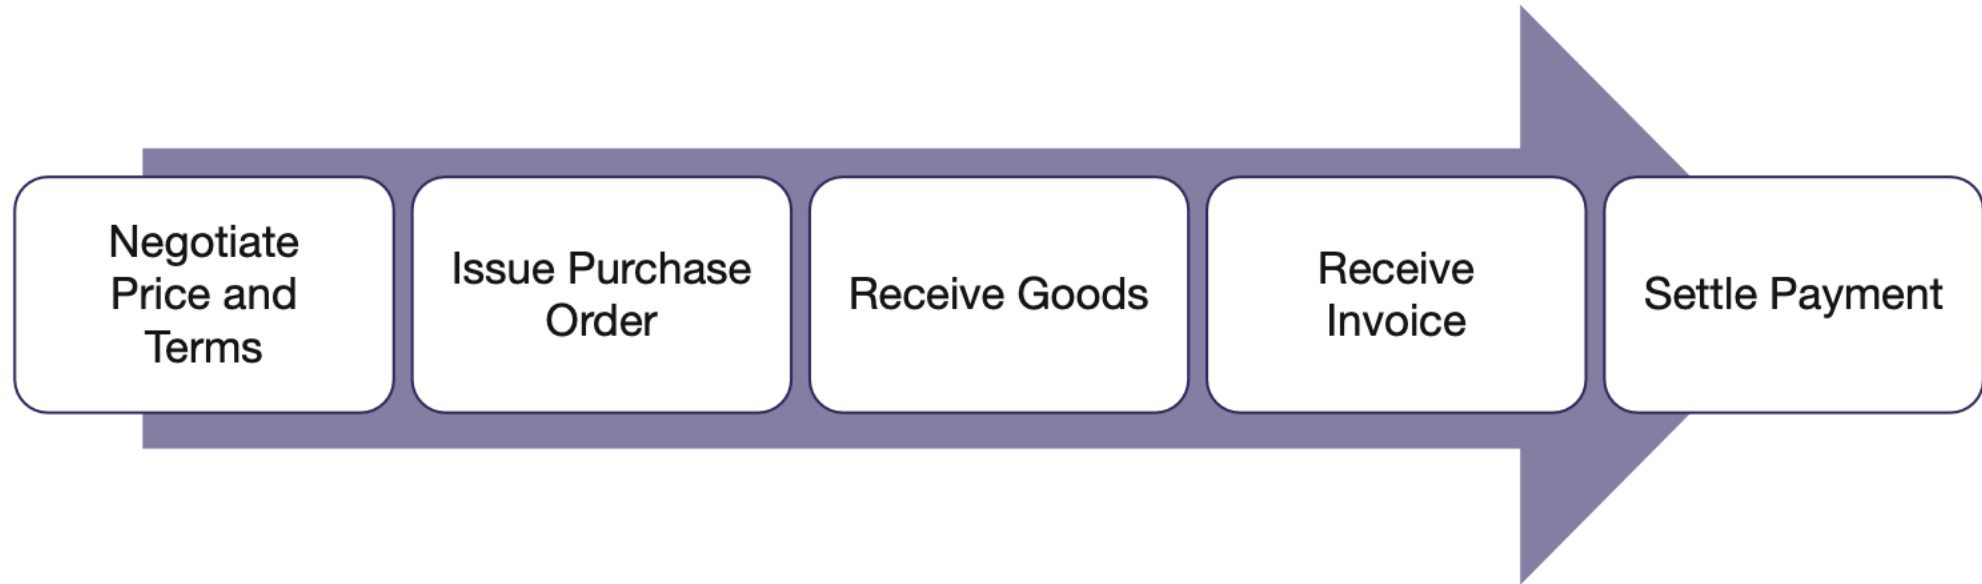 Negotiate
Price and
Terms
Issue Purchase
Order
Receive Goods
Receive
Invoice
Settle Payment